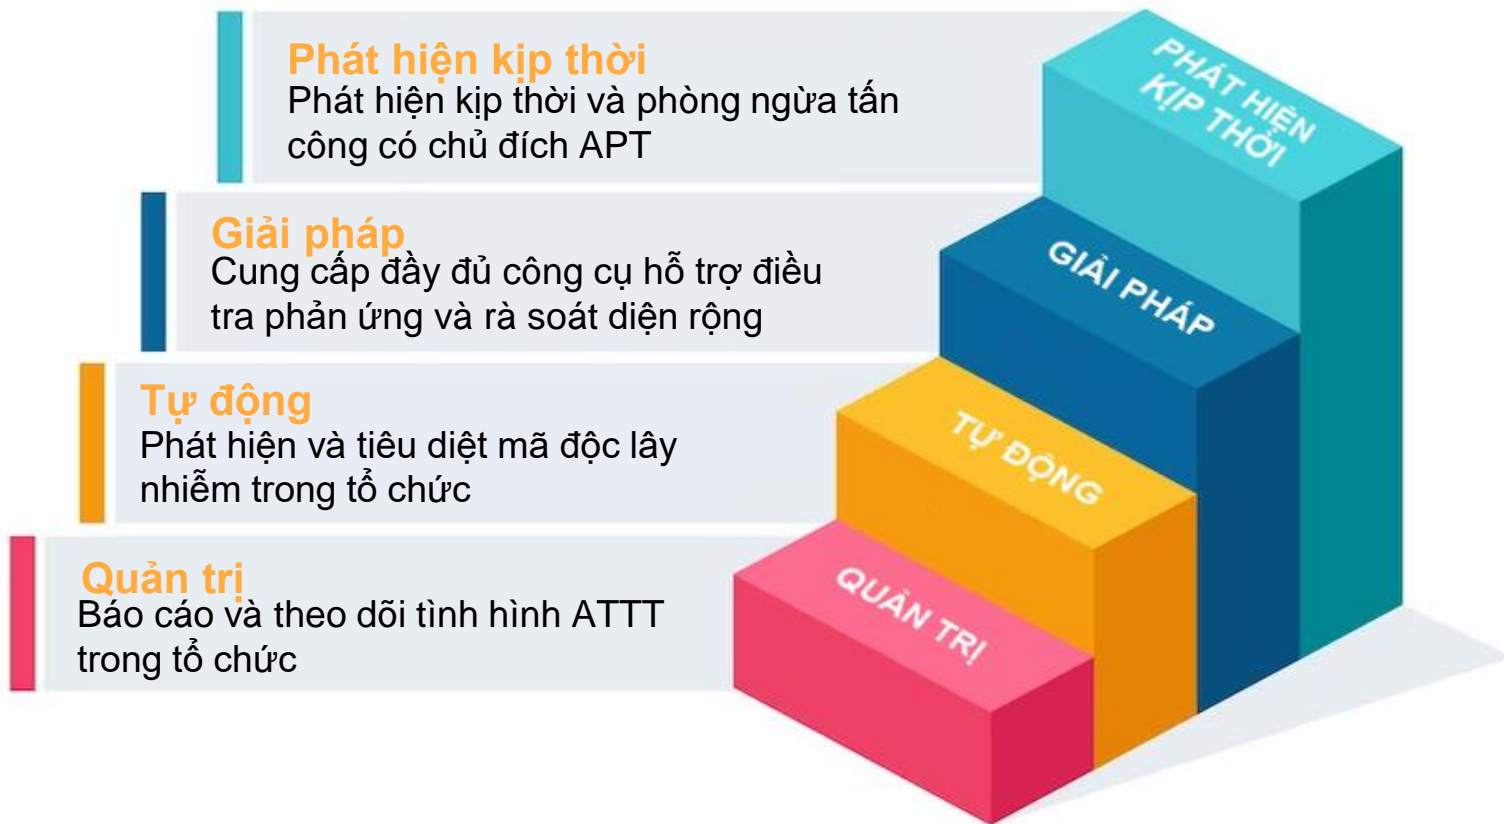 Phát hiện kịp thời
Phát hiện kịp thời và phòng ngừa tấn
công có chủ đích APT
Giải pháp
Cung cấp đầy đủ công cụ hỗ trợ điều
tra phản ứng và rà soát diện rộng
Tự động
Phát hiện và tiêu diệt mã độc lây
nhiễm trong tổ chức
Quản trị
Báo cáo và theo dõi tình hình ATTT
trong tổ chức
PHÁT HIỆN
KỊP THỜI
GIẢI PHÁP
TỰ ĐỘNG
QUẢN TRỊ